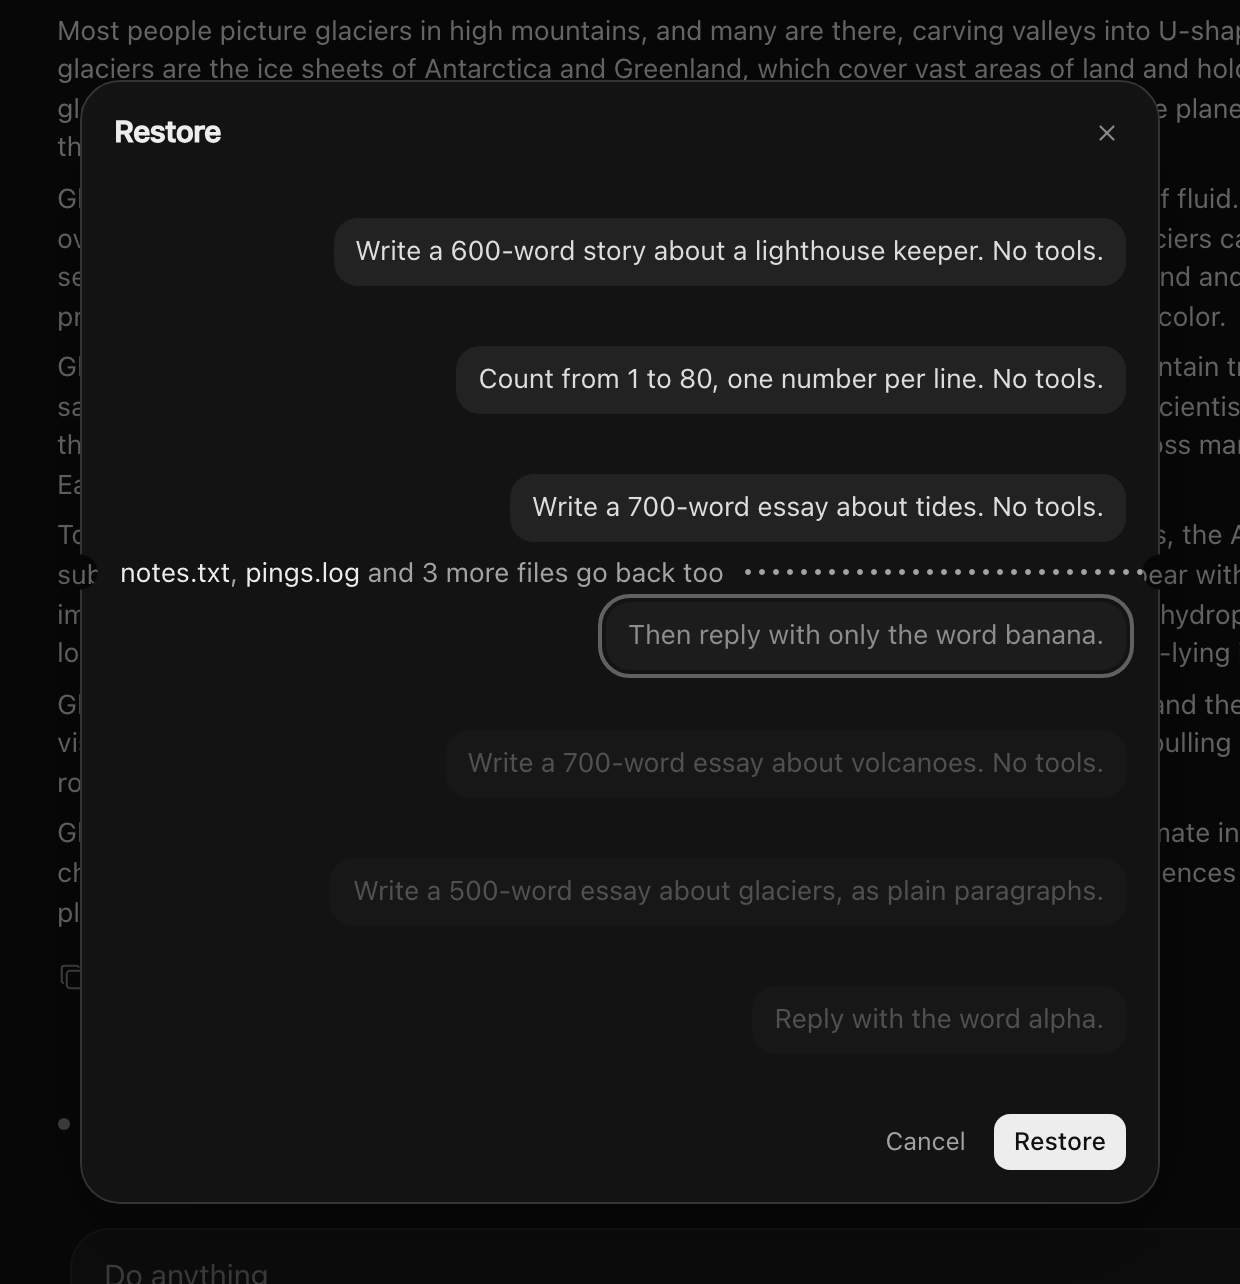 Most people picture glaciers in high mountains, and many are there, carving valleys into U-shap
glaciers are the ice sheets of Antarctica and Greenland, which cover vast areas of land and hold
Restore
Write a 600-word story about a lighthouse keeper. No tools.
Count from 1 to 80, one number per line. No tools.
Write a 700-word essay about tides. No tools.
notes.txt, pings.log and 3 more files go back too
Then reply with only the word banana.
Write a 700-word essay about volcanoes. No tools.
Write a 500-word essay about glaciers, as plain paragraphs.
Reply with the word alpha.
Cancel
Restore
Do anything